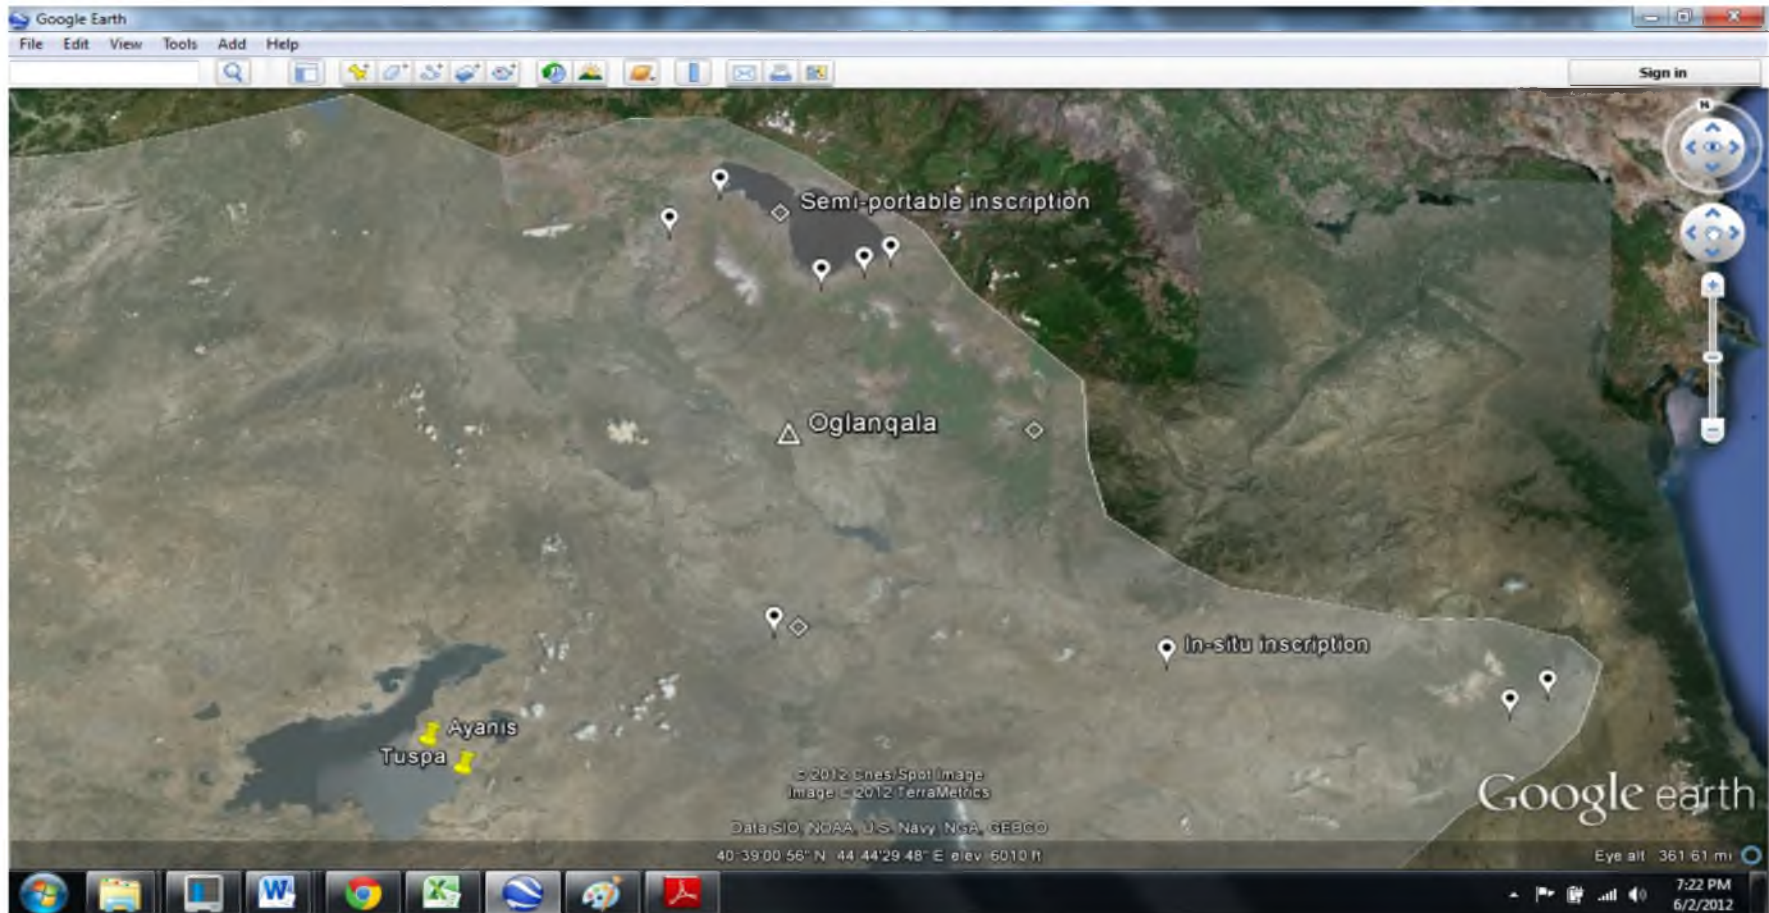 Google Earth
File Edit View Tools Add Help
Sign in
N
Semi-portable inscription
Oglanqala
In-situ inscription
Ayanis
Tuspa
© 2012 Cnes/Spot Image
Image © 2012 TerraMetrics
Data SIO, NOAA, U.S. Navy, NGA, GEBCO
Google earth
40°39'00.56" N 44°44'29.48" E elev 6010 ft
Eye alt 361.61 mi
7:22 PM
6/2/2012